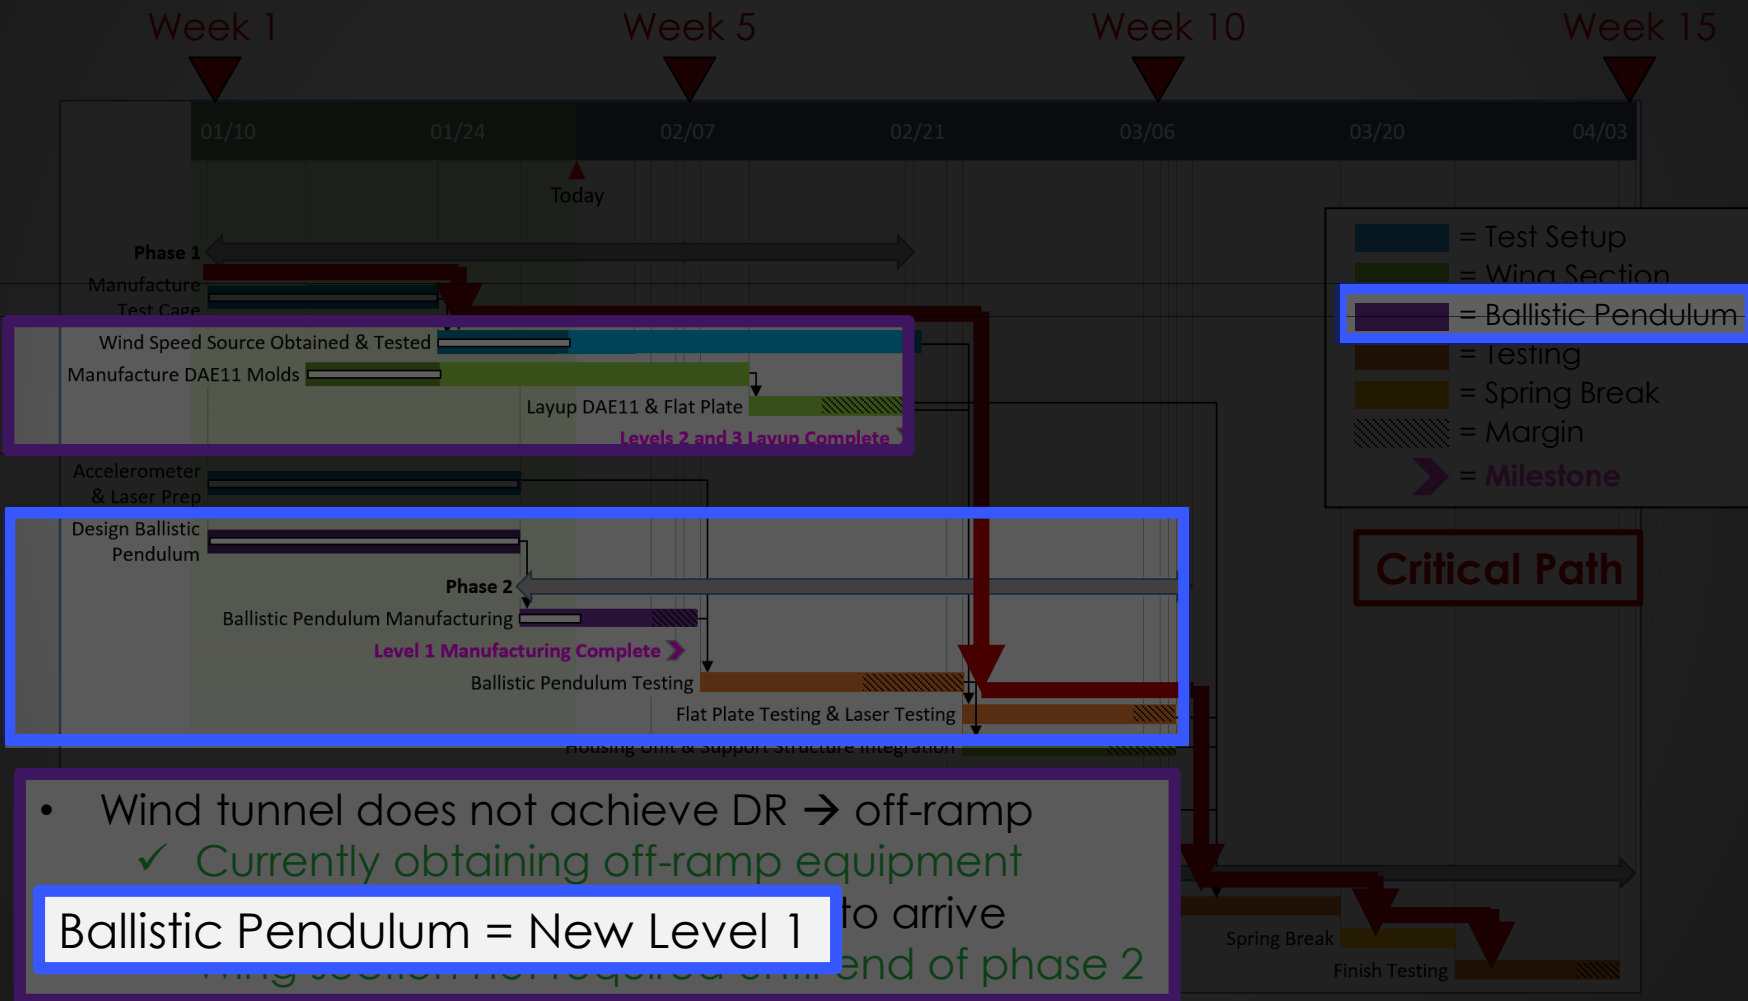 Week 1
Week 5
Week 10
Week 15
01/10
01/24
02/07
02/21
03/06
03/20
04/03
Today
Phase 1
Manufacture
Test Cage
Wind Speed Source Obtained & Tested
Manufacture DAE11 Molds
Layup DAE11 & Flat Plate
Levels 2 and 3 Layup Complete
Accelerometer
& Laser Prep
Design Ballistic
Pendulum
Phase 2
Ballistic Pendulum Manufacturing
Level 1 Manufacturing Complete
Ballistic Pendulum Testing
Flat Plate Testing & Laser Testing
Housing Unit & Support Structure Integration
= Test Setup
= Wing Section
= Ballistic Pendulum
= Testing
= Spring Break
= Margin
= Milestone
Critical Path
• Wind tunnel does not achieve DR → off-ramp
✓ Currently obtaining off-ramp equipment
to arrive
Ballistic Pendulum = New Level 1
Wing section not required until end of phase 2
Spring Break
Finish Testing